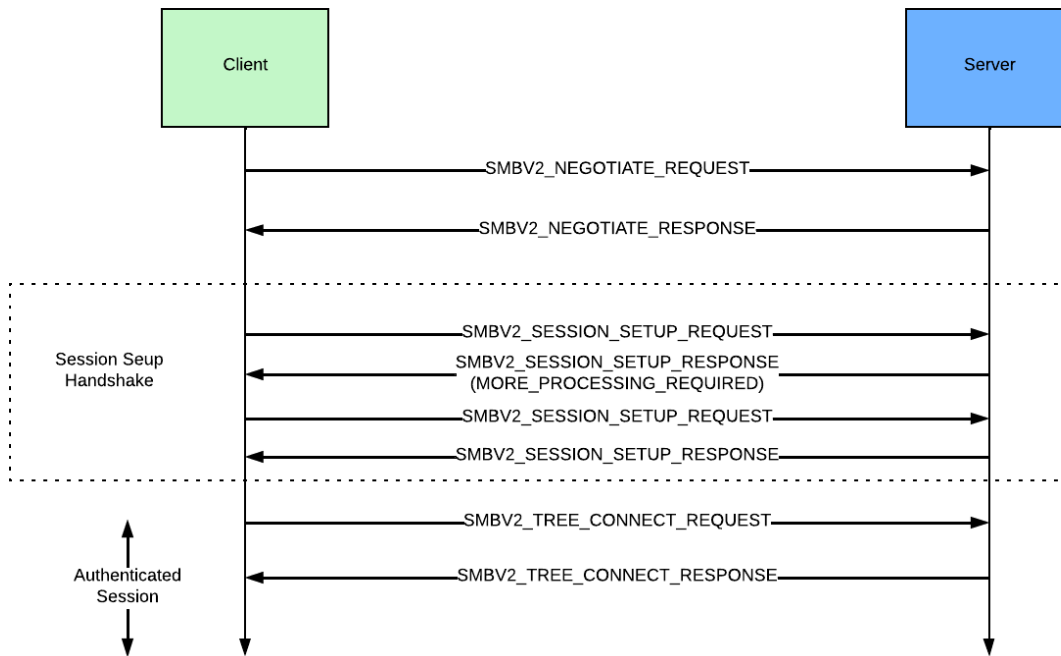 Client
Server
SMBV2_NEGOTIATE_REQUEST
SMBV2_NEGOTIATE_RESPONSE
SMBV2_SESSION_SETUP_REQUEST
Session Seup
Handshake
SMBV2_SESSION_SETUP_RESPONSE
(MORE_PROCESSING_REQUIRED)
SMBV2_SESSION_SETUP_REQUEST
SMBV2_SESSION_SETUP_RESPONSE
SMBV2_TREE_CONNECT_REQUEST
Authenticated
Session
SMBV2_TREE_CONNECT_RESPONSE